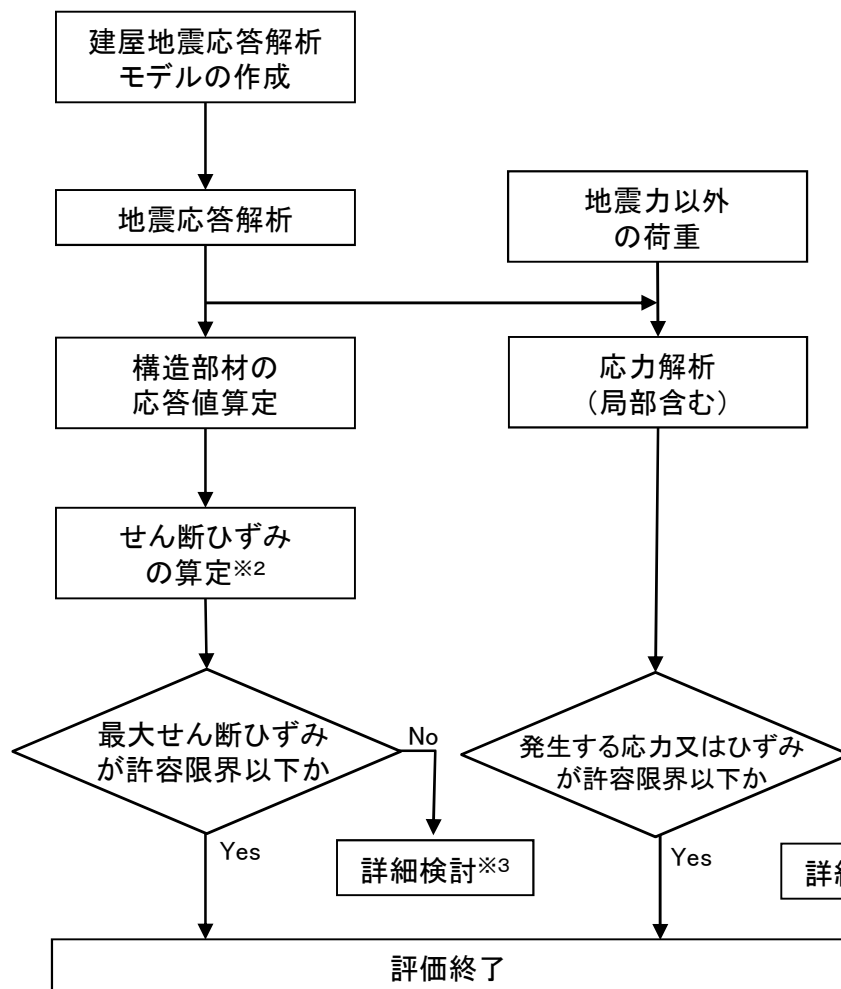 建屋地震応答解析
モデルの作成
地震応答解析
地震力以外
の荷重
構造部材の
応答値算定
応力解析
（局部含む）
せん断ひずみ
の算定※2
最大せん断ひずみ
が許容限界以下か
No
発生する応力又はひずみ
が許容限界以下か
Yes
詳細検討※3
Yes
詳
評価終了